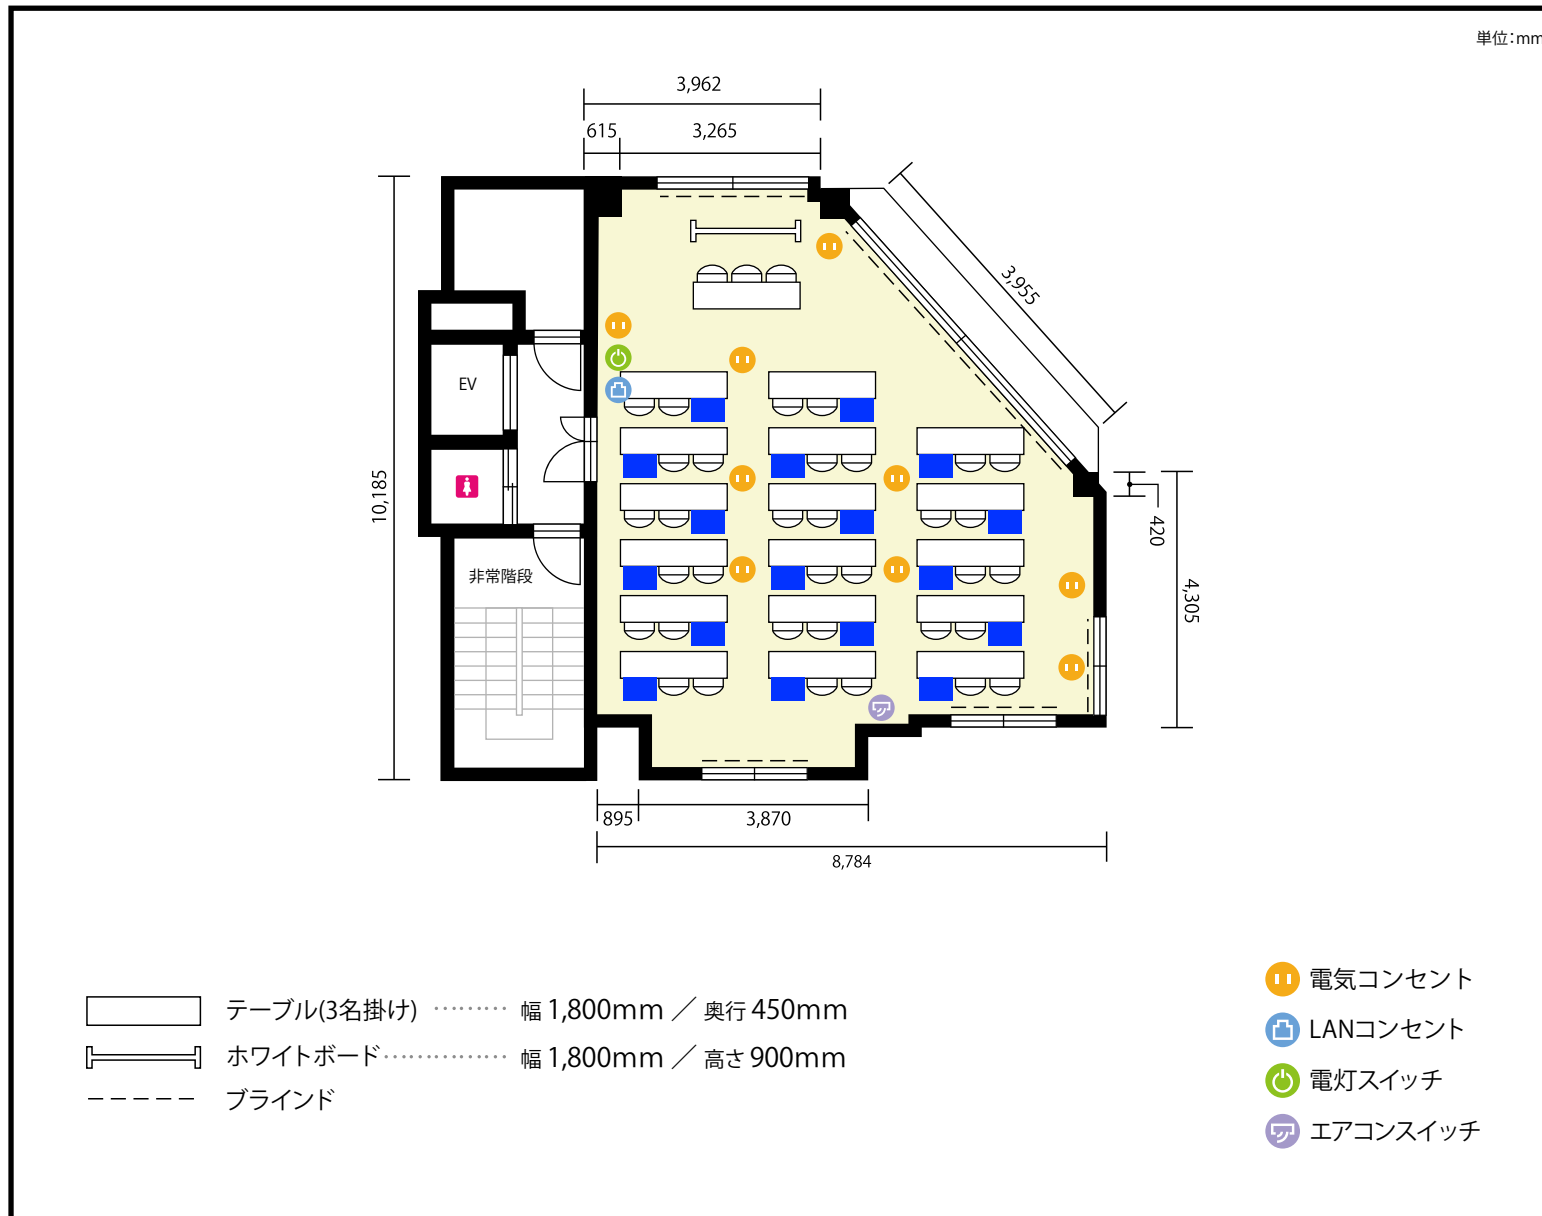 単位：mm
3,962
615
3,265
3,955
EV
10,185
420
非常階段
4,305
895
3,870
8,784
テーブル(3名掛け) ········· 幅 1,800mm ／ 奥行 450mm
ホワイトボード ··············· 幅 1,800mm ／ 高さ 900mm
ブラインド
電気コンセント
LANコンセント
電灯スイッチ
エアコンスイッチ